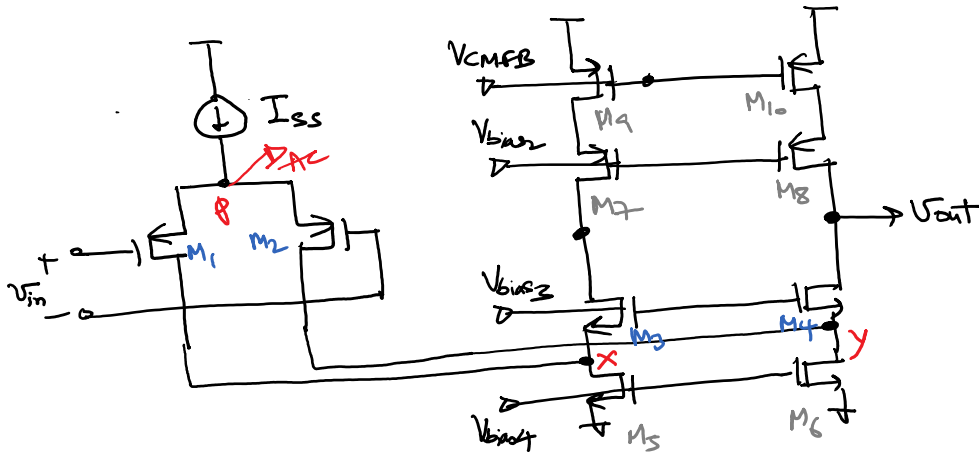 VCMFB
ISS
M9
M10
Vbias2
AC
P
M7
M8
Vout
+
M1
M2
Vin
−
Vbias3
M3
M4
X
y
Vbias4
M5
M6